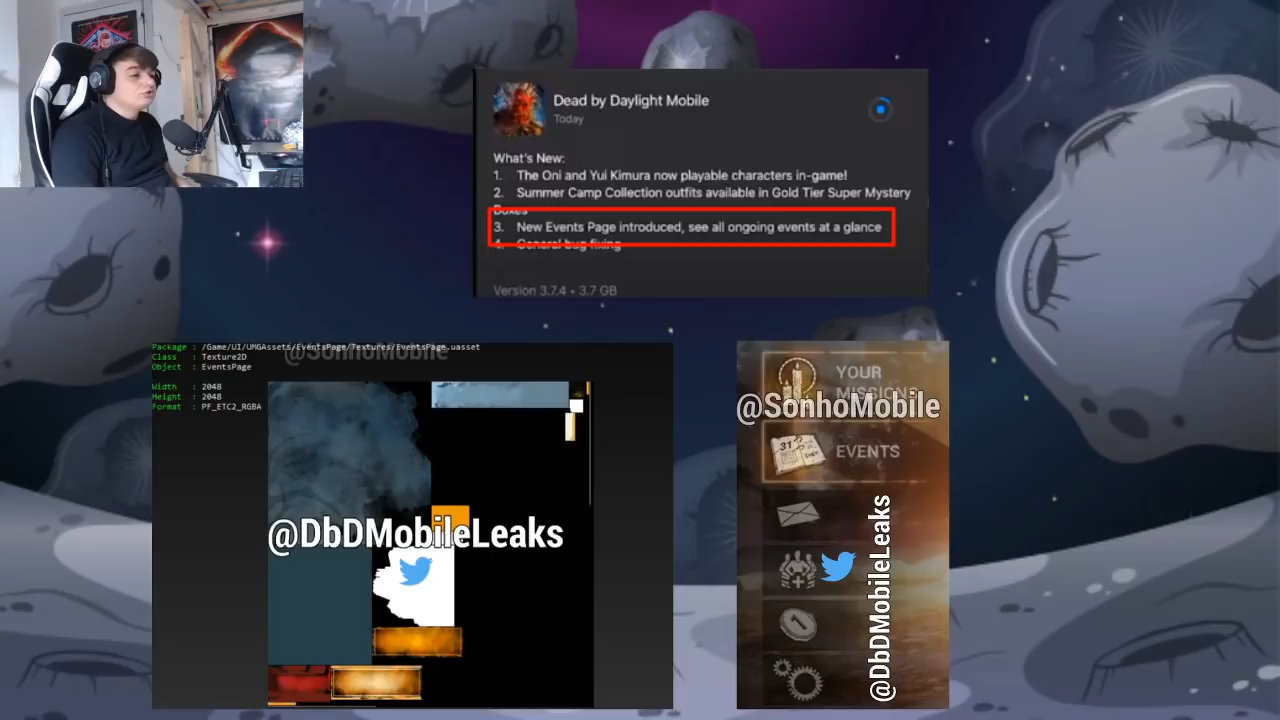 Dead by Daylight Mobile
Today
What's New:
1. The Oni and Yui Kimura now playable characters in-game!
2. Summer Camp Collection outfits available in Gold Tier Super Mystery
Boxes
3. New Events Page introduced, see all ongoing events at a glance
4. General bug fixing
Version 3.7.4 • 3.7 GB
Package : /Game/UI/UMGAssets/EventsPage/Textures/EventsPage.uasset
Class : Texture2D
Object : EventsPage
Width : 2048
Height : 2048
Format : PF_ETC2_RGBA
@SonhoMobile
@DbDMobileLeaks
YOUR
MISSIONS
@SonhoMobile
31
EVENTS
1
@DbDMobileLeaks